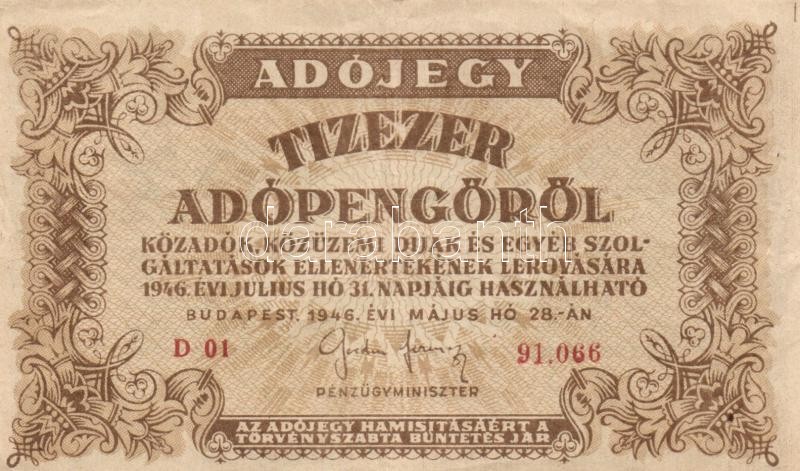 ADÓJEGY
TIZEZER
ADÓPENGŐRŐL
KÖZADÓK, KÖZÜZEMI DIJAK ÉS EGYÉB SZOL-
GÁLTATÁSOK ELLENÉRTÉKÉNEK LEROVÁSÁRA
1946. ÉVI JULIUS HÓ 31. NAPJÁIG HASZNÁLHATÓ
BUDAPEST, 1946. ÉVI MÁJUS HÓ 28.-ÁN
D 01 91.066
PÉNZÜGYMINISZTER
AZ ADÓJEGY HAMISITÁSÁÉRT A
TÖRVÉNYSZABTA BÜNTETÉS JÁR
darabanth